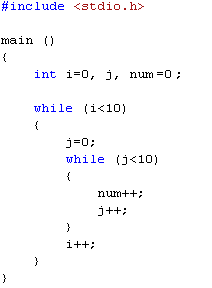 #include <stdio.h>
main ()
{
int i=0, j, num=0;
while (i<10)
{
j=0;
while (j<10)
{
num++;
j++;
}
i++;
}
}